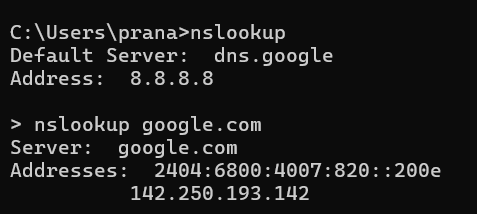 C:\Users\prana>nslookup
Default Server:  dns.google
Address:  8.8.8.8
> nslookup google.com
Server:  google.com
Addresses:  2404:6800:4007:820::200e
142.250.193.142